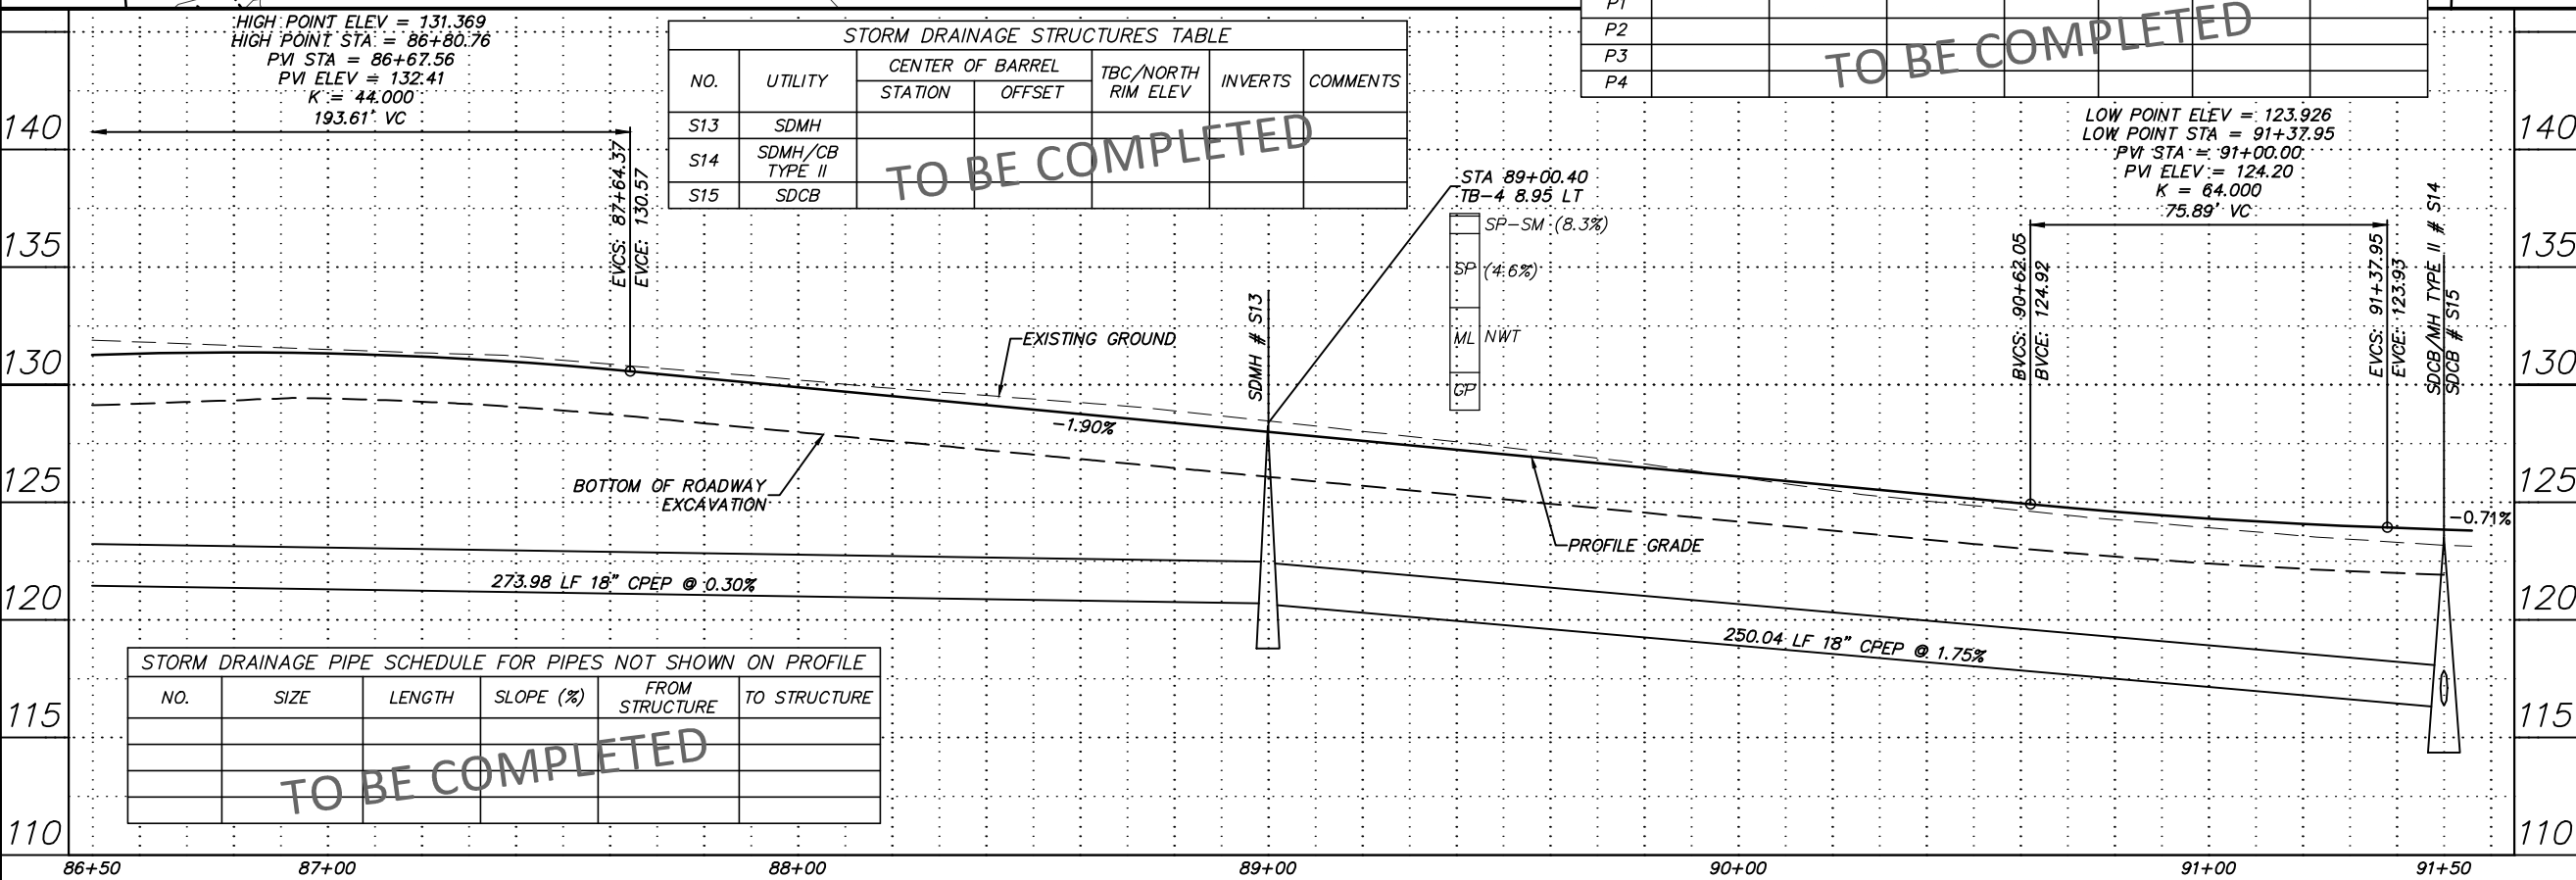 P1
P2
P3
P4
TO BE COMPLETED
HIGH POINT ELEV = 131.369
HIGH POINT STA = 86+80.76
PVI STA = 86+67.56
PVI ELEV = 132.41
K = 44.000
193.61' VC
STORM DRAINAGE STRUCTURES TABLE
NO.
UTILITY
CENTER OF BARREL
STATION
OFFSET
TBC/NORTH
RIM ELEV
INVERTS
COMMENTS
S13
SDMH
S14
SDMH/CB
TYPE II
S15
SDCB
TO BE COMPLETED
LOW POINT ELEV = 123.926
LOW POINT STA = 91+37.95
PVI STA = 91+00.00
PVI ELEV = 124.20
K = 64.000
75.89' VC
EVCS: 87+64.37
EVCE: 130.57
STA 89+00.40
TB-4 8.95 LT
SP-SM (8.3%)
SP (4.6%)
ML NWT
GP
SDMH # S13
BVCS: 90+62.05
BVCE: 124.92
EVCS: 91+37.95
EVCE: 123.93
SDCB/MH TYPE II # S14
SDCB # S15
EXISTING GROUND
-1.90%
BOTTOM OF ROADWAY
EXCAVATION
PROFILE GRADE
-0.71%
273.98 LF 18" CPEP @ 0.30%
250.04 LF 18" CPEP @ 1.75%
STORM DRAINAGE PIPE SCHEDULE FOR PIPES NOT SHOWN ON PROFILE
NO.
SIZE
LENGTH
SLOPE (%)
FROM
STRUCTURE
TO STRUCTURE
TO BE COMPLETED
140
135
130
125
120
115
110
140
135
130
125
120
115
110
86+50
87+00
88+00
89+00
90+00
91+00
91+50